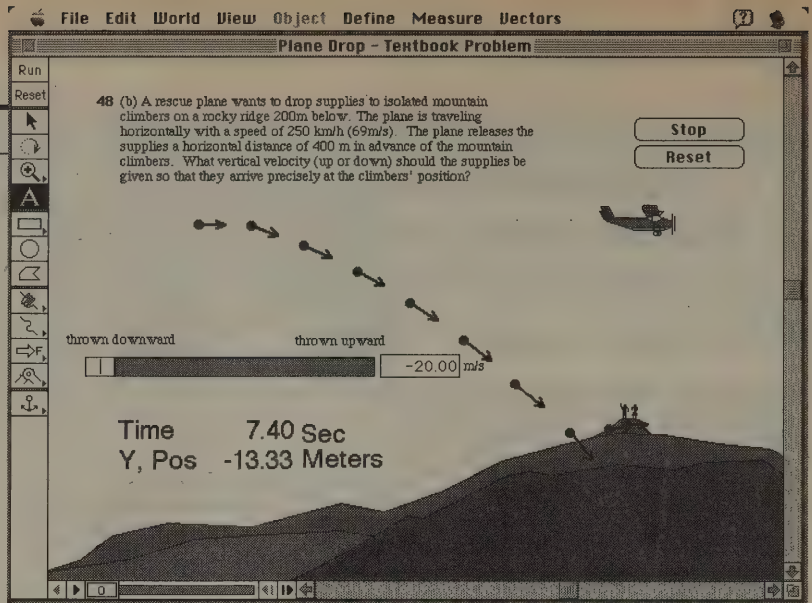 File Edit World View Object Define Measure Vectors
Plane Drop - Textbook Problem
Run
Reset
48 (b) A rescue plane wants to drop supplies to isolated mountain
climbers on a rocky ridge 200m below. The plane is traveling
horizontally with a speed of 250 km/h (69m/s). The plane releases the
supplies a horizontal distance of 400 m in advance of the mountain
climbers. What vertical velocity (up or down) should the supplies be
given so that they arrive precisely at the climbers' position?
Stop
Reset
A
thrown downward thrown upward
-20.00 m/s
F
Time 7.40 Sec
Y, Pos -13.33 Meters
0